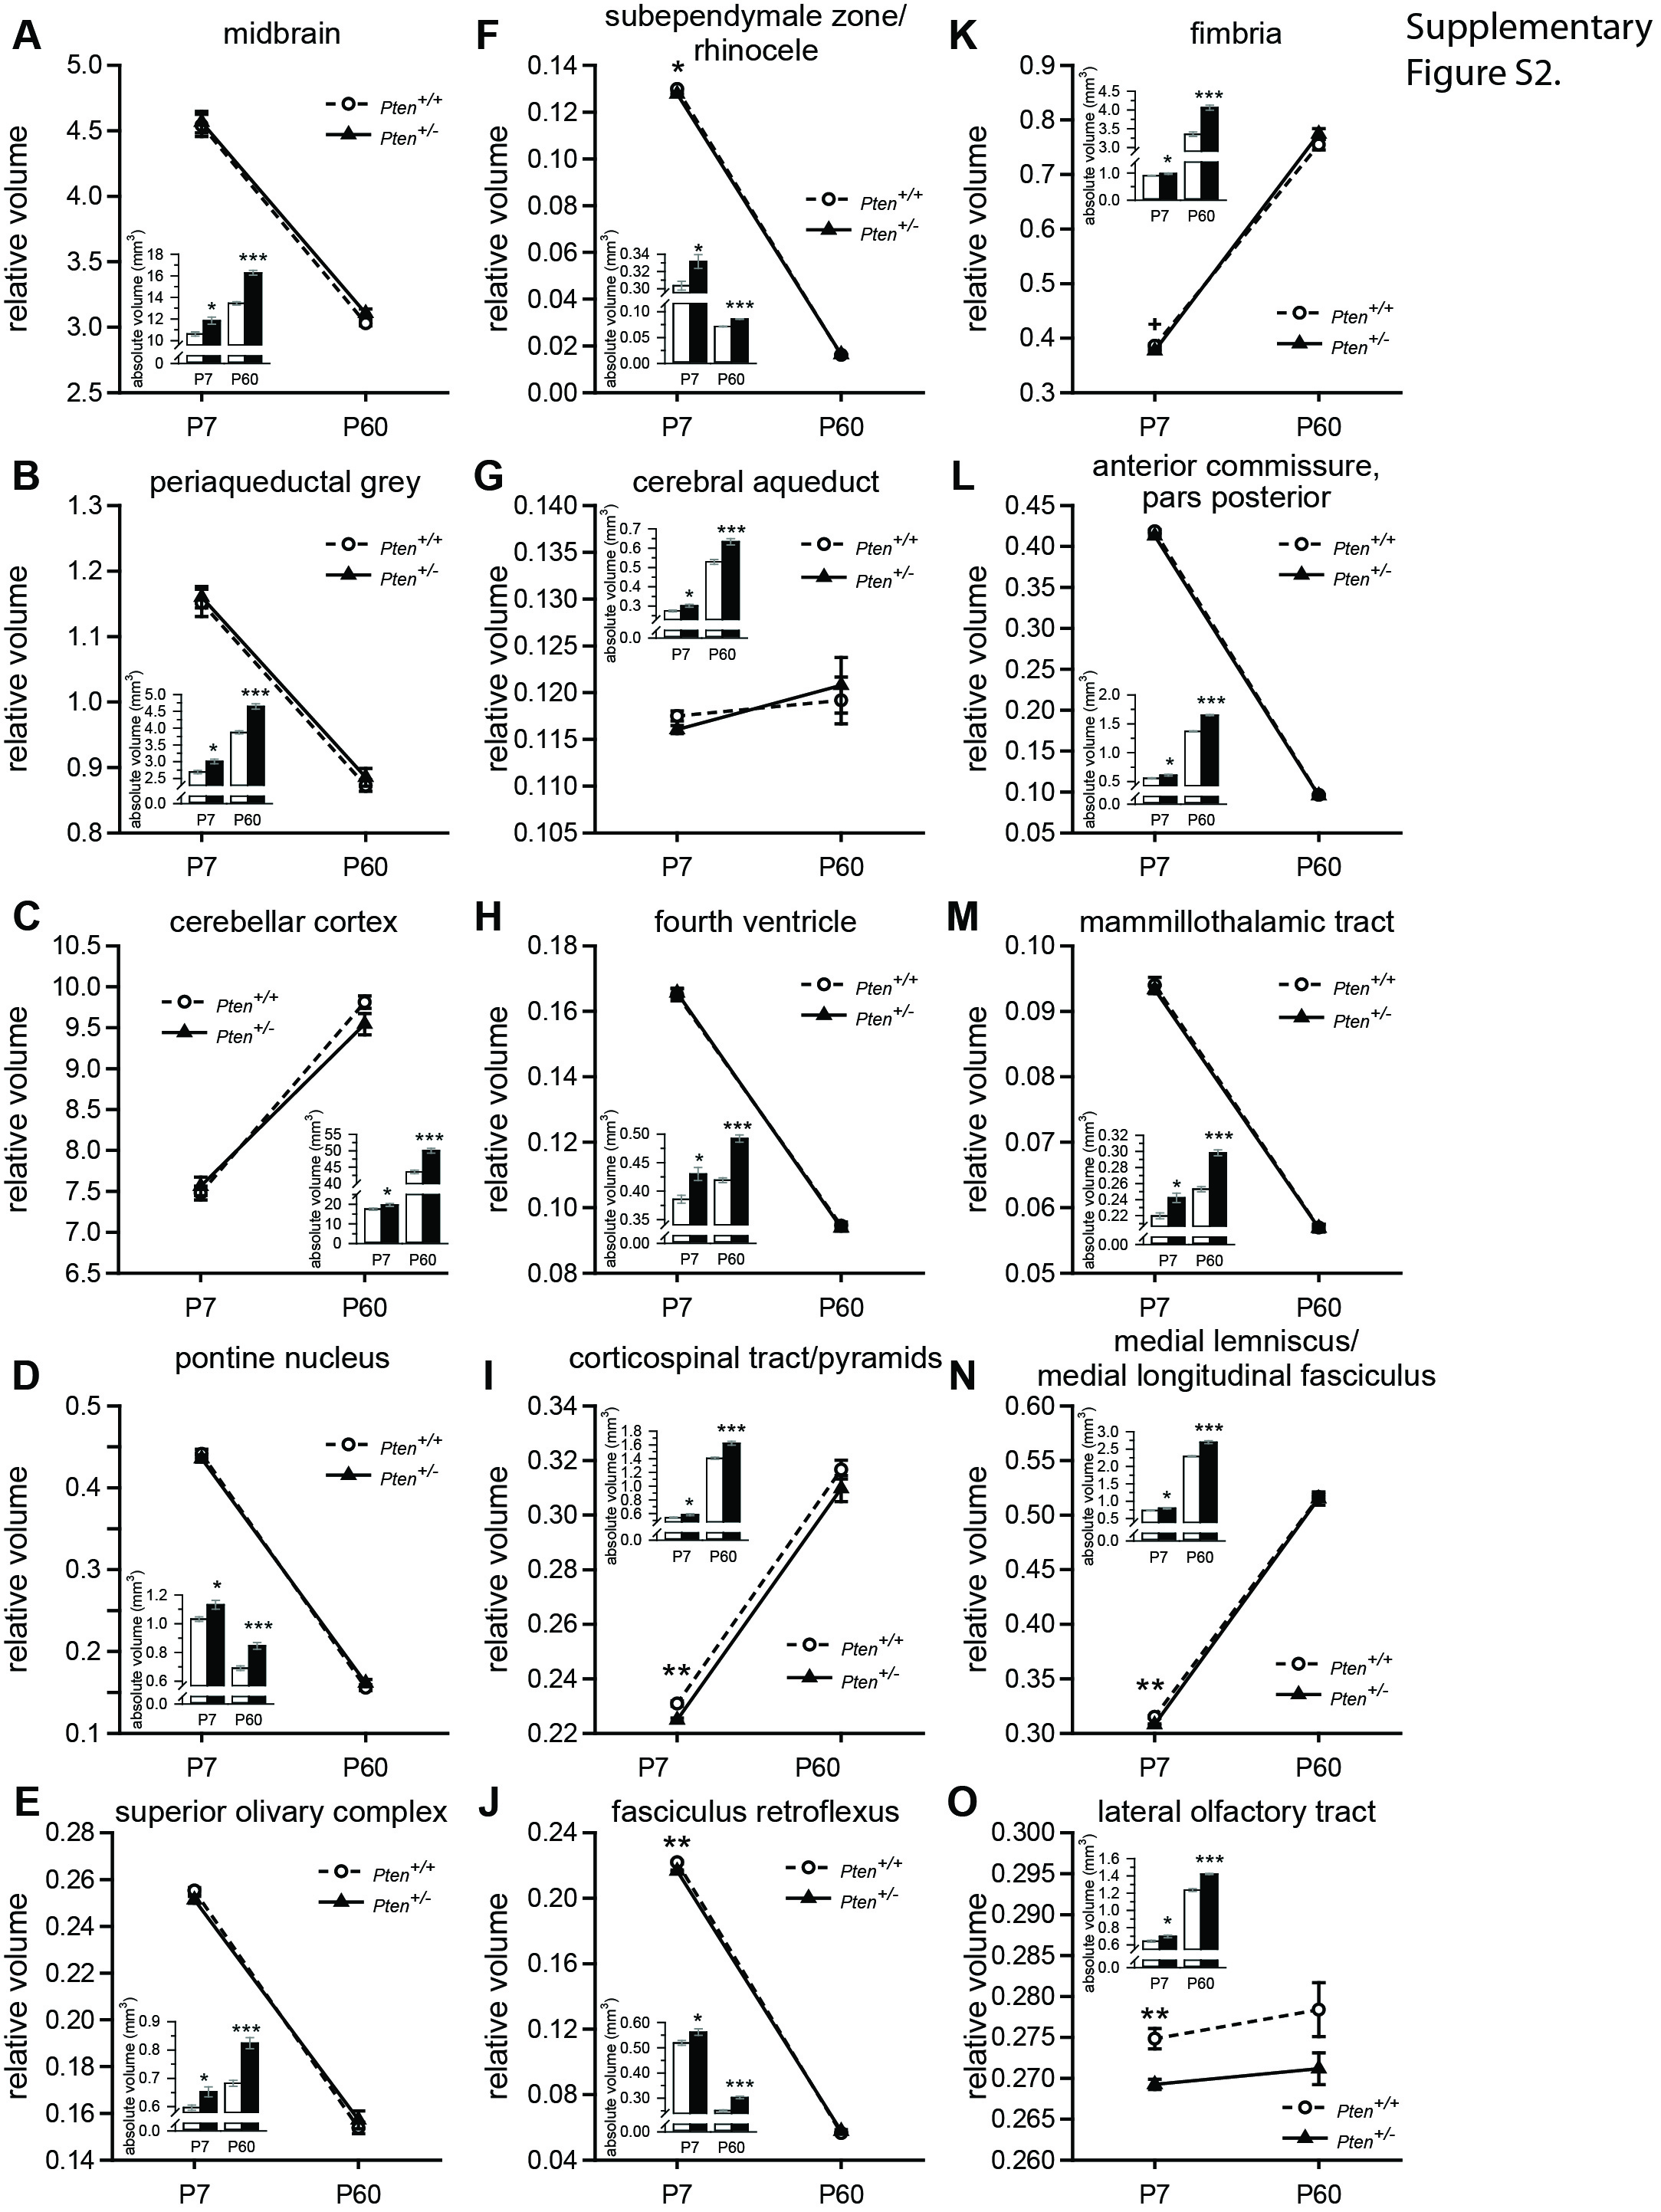 Supplementary
Figure S2.
A
midbrain
relative volume
5.0
4.5
4.0
3.5
3.0
2.5
Pten+/+
Pten+/-
absolute volume (mm3)
18
16
14
12
10
0
*
***
P7 P60
P7 P60
F
subependymale zone/
rhinocele
relative volume
0.14
0.12
0.10
0.08
0.06
0.04
0.02
0.00
*
Pten+/+
Pten+/-
absolute volume (mm3)
0.34
0.32
0.30
0.10
0.05
0.00
*
***
P7 P60
P7 P60
K
fimbria
relative volume
0.9
0.8
0.7
0.6
0.5
0.4
0.3
+
Pten+/+
Pten+/-
absolute volume (mm3)
4.5
4.0
3.5
3.0
1.0
0.0
*
***
P7 P60
P7 P60
B
periaqueductal grey
relative volume
1.3
1.2
1.1
1.0
0.9
0.8
Pten+/+
Pten+/-
absolute volume (mm3)
5.0
4.5
4.0
3.5
3.0
2.5
0.0
*
***
P7 P60
P7 P60
G
cerebral aqueduct
relative volume
0.140
0.135
0.130
0.125
0.120
0.115
0.110
0.105
Pten+/+
Pten+/-
absolute volume (mm3)
0.7
0.6
0.5
0.4
0.3
0.0
*
***
P7 P60
P7 P60
L
anterior commissure,
pars posterior
relative volume
0.45
0.40
0.35
0.30
0.25
0.20
0.15
0.10
0.05
Pten+/+
Pten+/-
absolute volume (mm3)
2.0
1.5
1.0
0.5
0.0
*
***
P7 P60
P7 P60
C
cerebellar cortex
relative volume
10.5
10.0
9.5
9.0
8.5
8.0
7.5
7.0
6.5
Pten+/+
Pten+/-
absolute volume (mm3)
55
50
45
40
20
10
0
*
***
P7 P60
P7 P60
H
fourth ventricle
relative volume
0.18
0.16
0.14
0.12
0.10
0.08
Pten+/+
Pten+/-
absolute volume (mm3)
0.50
0.45
0.40
0.35
0.00
*
***
P7 P60
P7 P60
M
mammillothalamic tract
relative volume
0.10
0.09
0.08
0.07
0.06
0.05
Pten+/+
Pten+/-
absolute volume (mm3)
0.32
0.30
0.28
0.26
0.24
0.22
0.00
*
***
P7 P60
P7 P60
D
pontine nucleus
relative volume
0.5
0.4
0.3
0.2
0.1
Pten+/+
Pten+/-
absolute volume (mm3)
1.2
1.0
0.8
0.6
0.0
*
***
P7 P60
P7 P60
I
corticospinal tract/pyramids
relative volume
0.34
0.32
0.30
0.28
0.26
0.24
0.22
**
Pten+/+
Pten+/-
absolute volume (mm3)
1.8
1.6
1.4
1.2
1.0
0.8
0.6
0.0
*
***
P7 P60
P7 P60
N
medial lemniscus/
medial longitudinal fasciculus
relative volume
0.60
0.55
0.50
0.45
0.40
0.35
0.30
**
Pten+/+
Pten+/-
absolute volume (mm3)
3.0
2.5
2.0
1.5
1.0
0.5
0.0
*
***
P7 P60
P7 P60
E
superior olivary complex
relative volume
0.28
0.26
0.24
0.22
0.20
0.18
0.16
0.14
Pten+/+
Pten+/-
absolute volume (mm3)
0.9
0.8
0.7
0.6
0.0
*
***
P7 P60
P7 P60
J
fasciculus retroflexus
relative volume
0.24
0.20
0.16
0.12
0.08
0.04
**
Pten+/+
Pten+/-
absolute volume (mm3)
0.60
0.50
0.40
0.30
0.00
*
***
P7 P60
P7 P60
O
lateral olfactory tract
relative volume
0.300
0.295
0.290
0.285
0.280
0.275
0.270
0.265
0.260
**
Pten+/+
Pten+/-
absolute volume (mm3)
1.6
1.4
1.2
1.0
0.8
0.6
0.0
*
***
P7 P60
P7 P60